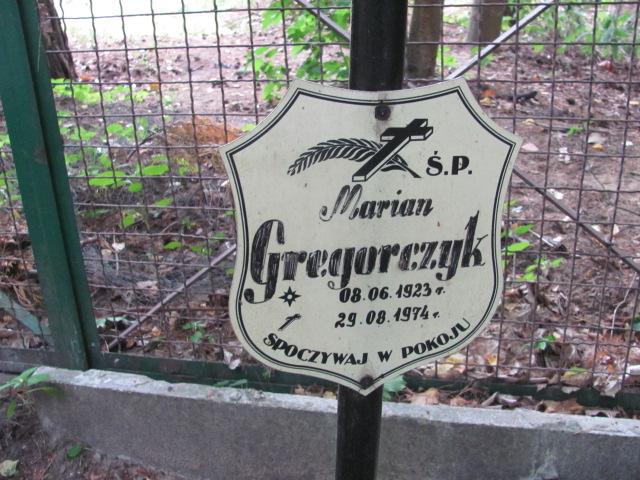 Ś.P.
Marian
Gregorczyk
08.06.1923 r.
29.08.1974 r.
SPOCZYWAJ W POKOJU